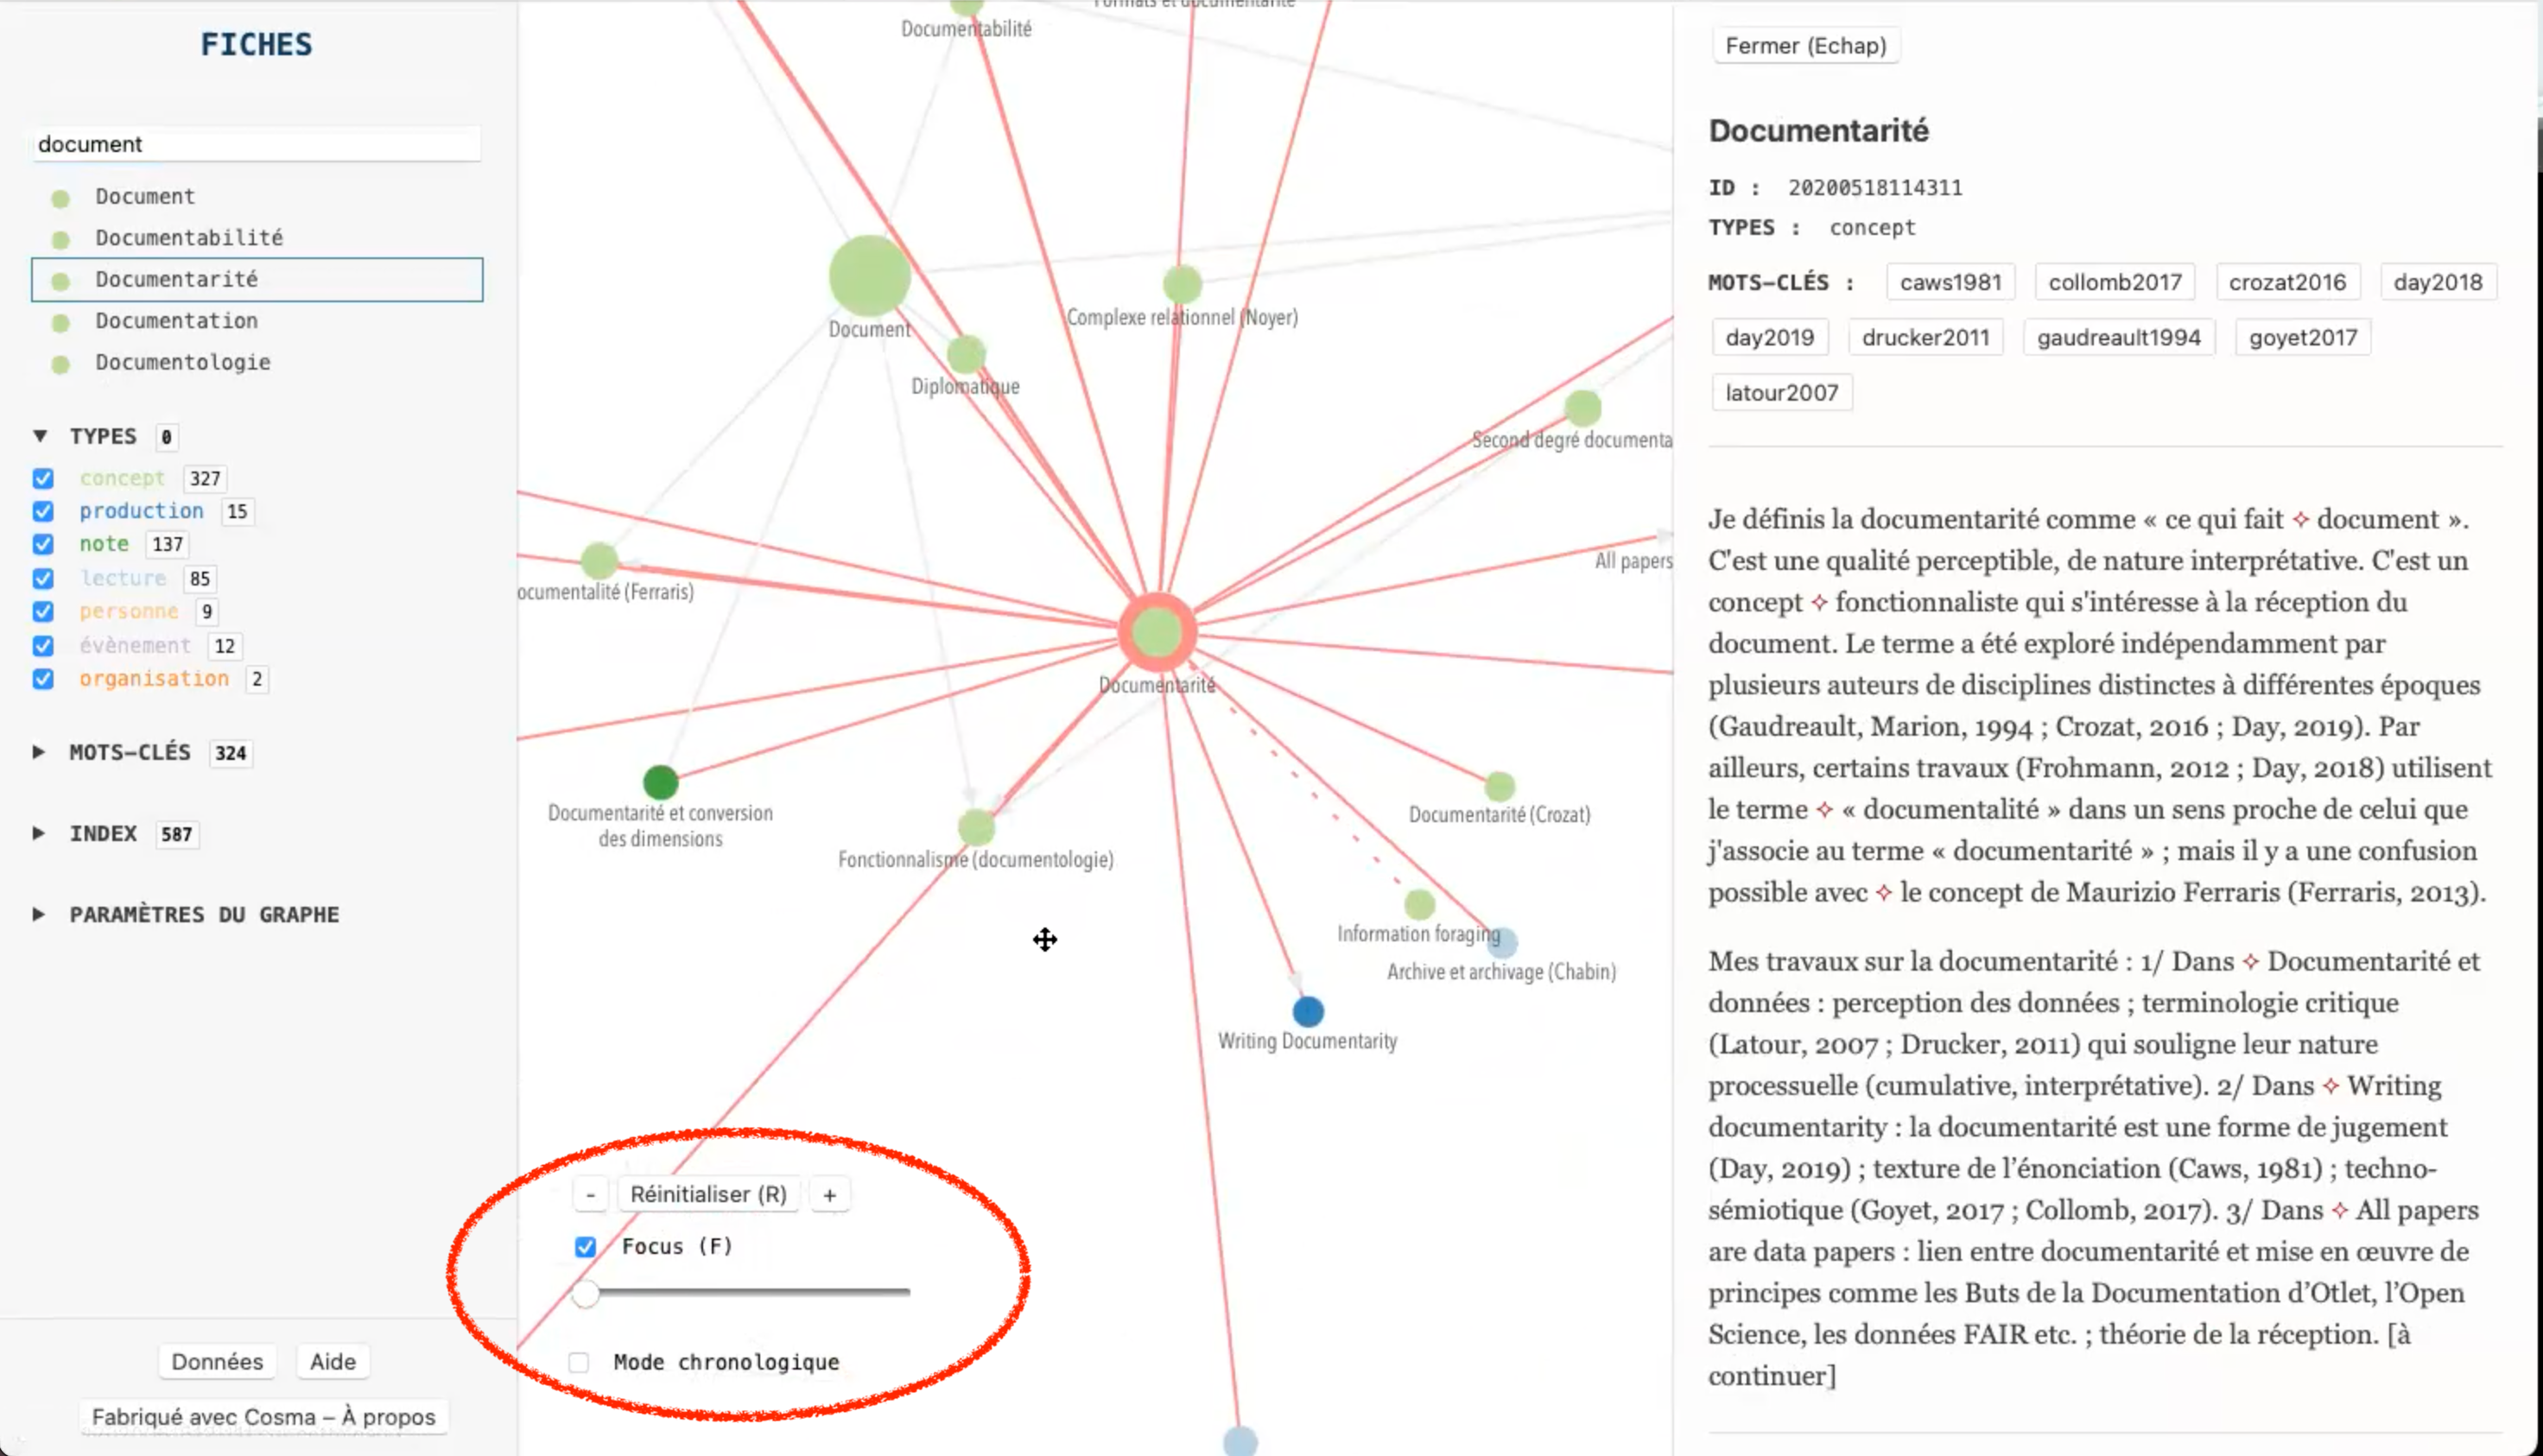 FICHES
document
Document
Documentabilité
Documentarité
Documentation
Documentologie
▼ TYPES 0
concept 327
production 15
note 137
lecture 85
personne 9
évènement 12
organisation 2
▶ MOTS-CLÉS 324
▶ INDEX 587
▶ PARAMÈTRES DU GRAPHE
Données Aide
Fabriqué avec Cosma – À propos
Formats et documentarité
Documentabilité
Document
Complexe relationnel (Noyer)
Diplomatique
Second degré documenta
All papers
ocumentalité (Ferraris)
Documentarité
Documentarité et conversion
des dimensions
Fonctionnalisme (documentologie)
Documentarité (Crozat)
Information foraging
Archive et archivage (Chabin)
Writing Documentarity
- Réinitialiser (R) +
Focus (F)
Mode chronologique
Fermer (Echap)
Documentarité
ID : 20200518114311
TYPES : concept
MOTS-CLÉS : caws1981 collomb2017 crozat2016 day2018
day2019 drucker2011 gaudreault1994 goyet2017
latour2007
Je définis la documentarité comme « ce qui fait ✧ document ».
C'est une qualité perceptible, de nature interprétative. C'est un
concept ✧ fonctionnaliste qui s'intéresse à la réception du
document. Le terme a été exploré indépendamment par
plusieurs auteurs de disciplines distinctes à différentes époques
(Gaudreault, Marion, 1994 ; Crozat, 2016 ; Day, 2019). Par
ailleurs, certains travaux (Frohmann, 2012 ; Day, 2018) utilisent
le terme ✧ « documentalité » dans un sens proche de celui que
j'associe au terme « documentarité » ; mais il y a une confusion
possible avec ✧ le concept de Maurizio Ferraris (Ferraris, 2013).
Mes travaux sur la documentarité : 1/ Dans ✧ Documentarité et
données : perception des données ; terminologie critique
(Latour, 2007 ; Drucker, 2011) qui souligne leur nature
processuelle (cumulative, interprétative). 2/ Dans ✧ Writing
documentarity : la documentarité est une forme de jugement
(Day, 2019) ; texture de l’énonciation (Caws, 1981) ; techno-
sémiotique (Goyet, 2017 ; Collomb, 2017). 3/ Dans ✧ All papers
are data papers : lien entre documentarité et mise en œuvre de
principes comme les Buts de la Documentation d’Otlet, l’Open
Science, les données FAIR etc. ; théorie de la réception. [à
continuer]